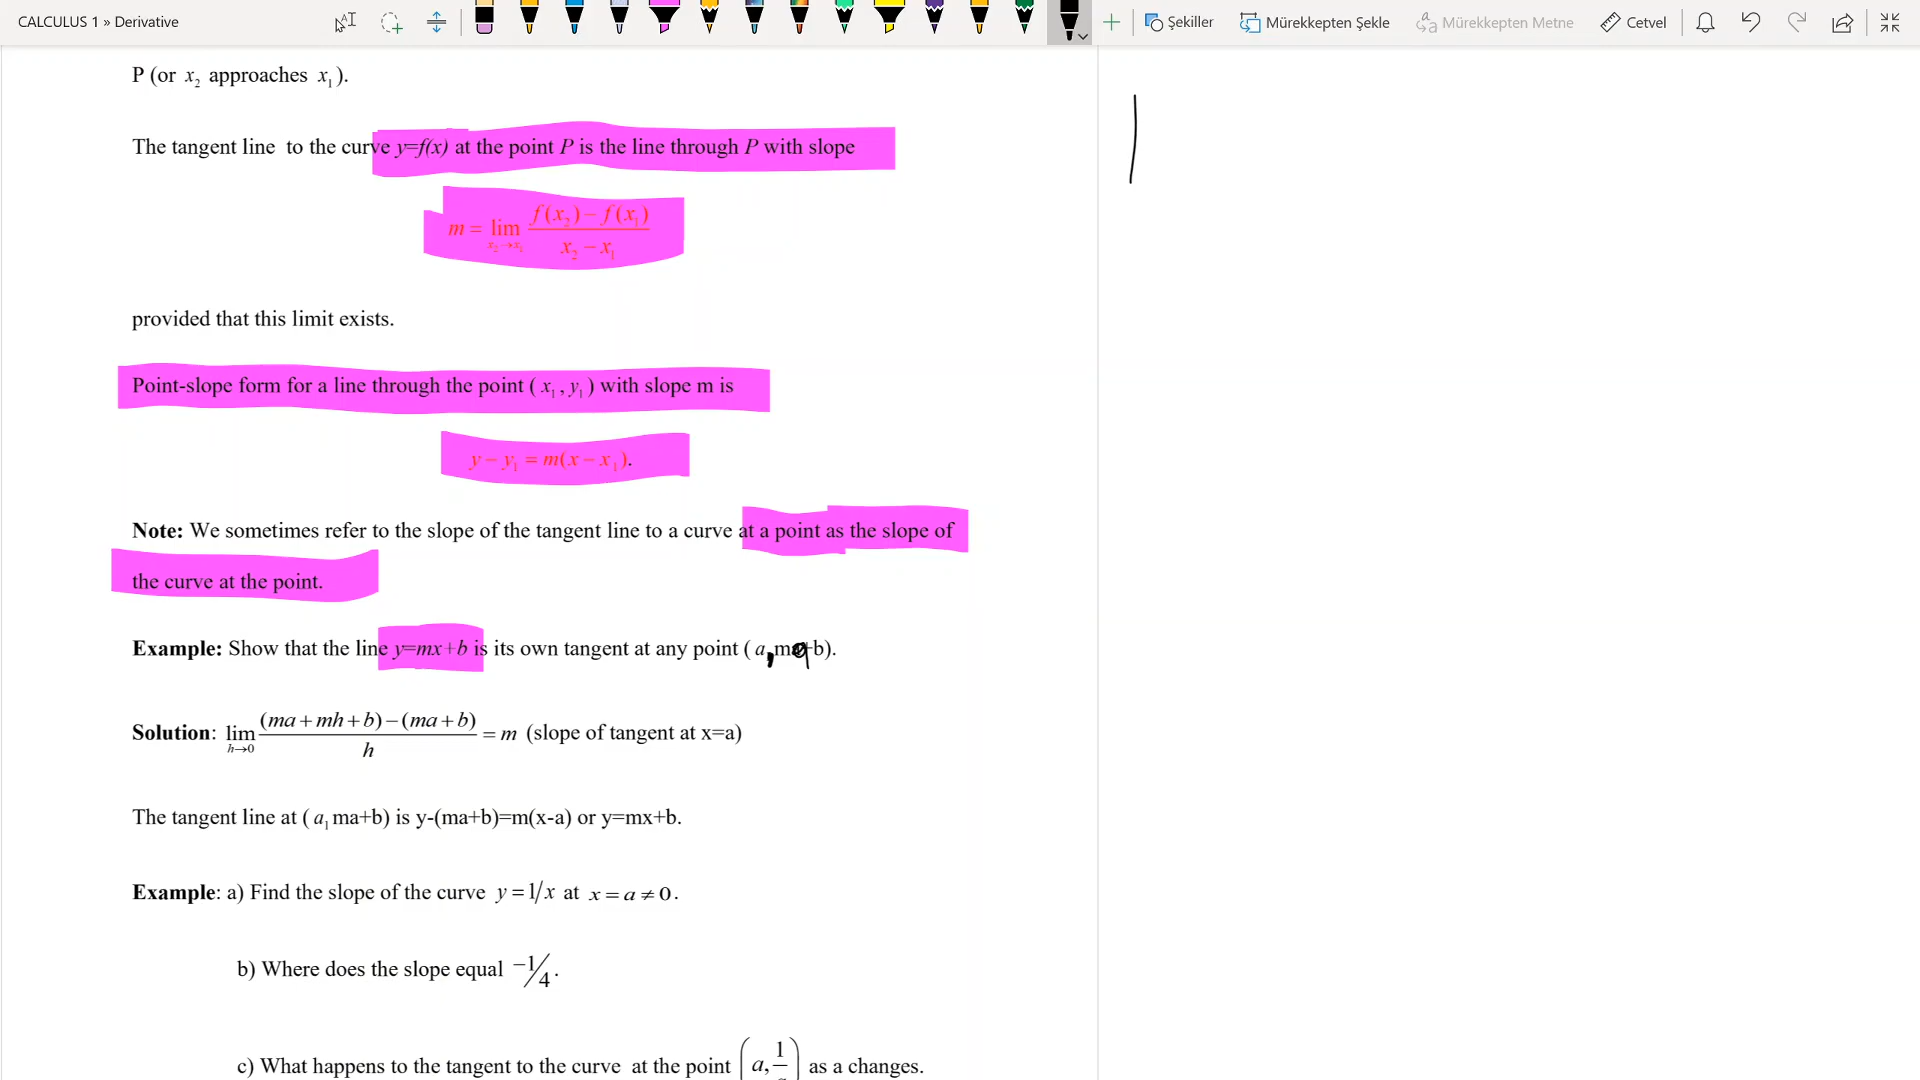 CALCULUS 1 » Derivative Şekiller Mürekkepten Şekle Mürekkepten Metne Cetvel
P (or x₂ approaches x₁).
The tangent line to the curve y=f(x) at the point P is the line through P with slope
m = lim x₂→x₁ (f(x₂) − f(x₁)) / (x₂ − x₁)
provided that this limit exists.
Point-slope form for a line through the point ( x₁ , y₁ ) with slope m is
y − y₁ = m(x − x₁).
Note: We sometimes refer to the slope of the tangent line to a curve at a point as the slope of
the curve at the point.
Example: Show that the line y=mx+b is its own tangent at any point ( a,ma+b).
Solution: lim h→0 ((ma + mh + b) − (ma + b)) / h = m (slope of tangent at x=a)
The tangent line at ( a₁ ma+b) is y-(ma+b)=m(x-a) or y=mx+b.
Example: a) Find the slope of the curve y = 1/x at x = a ≠ 0.
b) Where does the slope equal −1/4.
c) What happens to the tangent to the curve at the point (a, 1/a) as a changes.